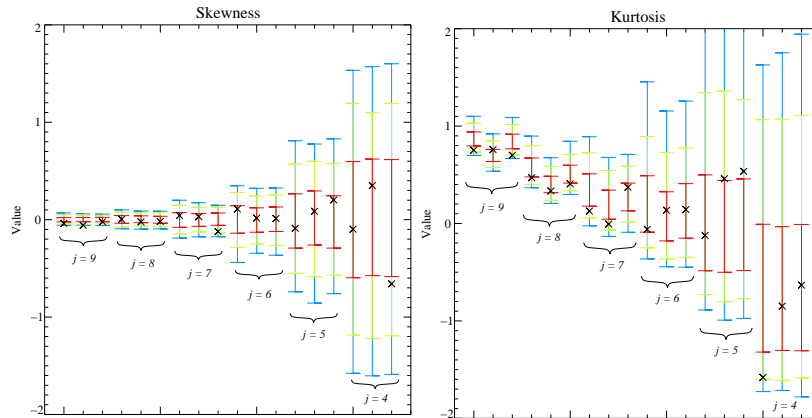 Skewness
Value
2
1
0
−1
−2
j = 9
j = 8
j = 7
j = 6
j = 5
j = 4
Kurtosis
Value
2
1
0
−1
−2
j = 9
j = 8
j = 7
j = 6
j = 5
j = 4